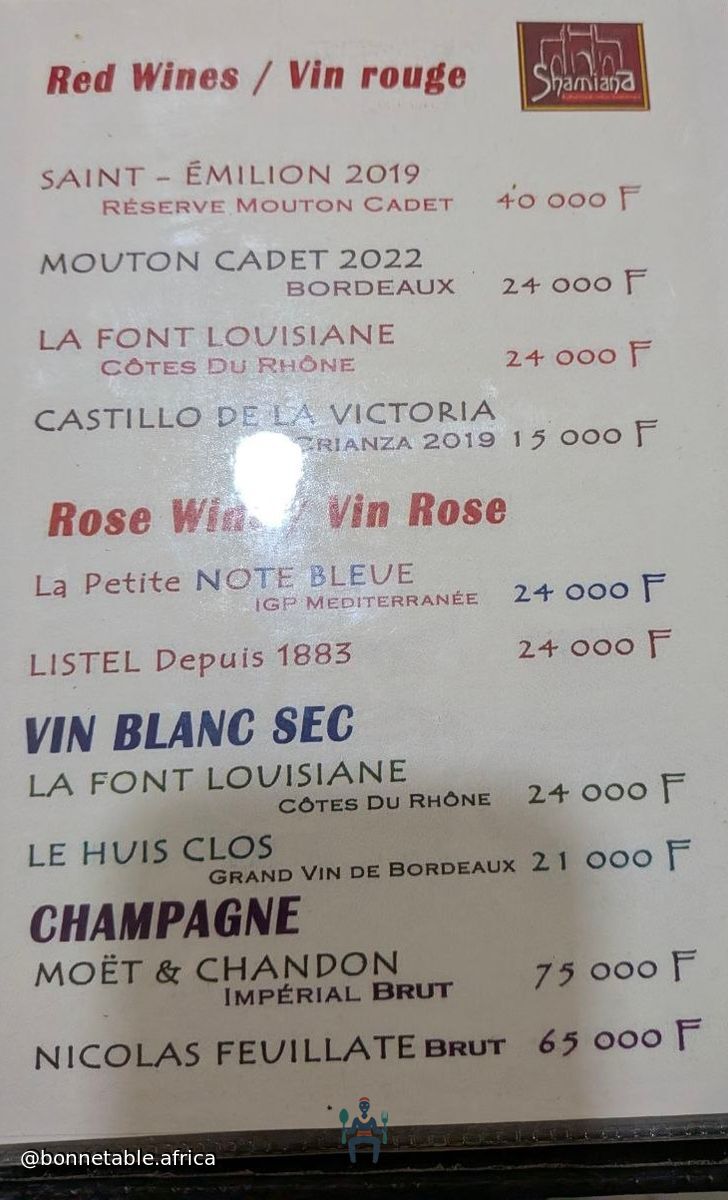 Red Wines / Vin rouge
Shamiana
SAINT – ÉMILION 2019
RÉSERVE MOUTON CADET 40 000 F
MOUTON CADET 2022
BORDEAUX 24 000 F
LA FONT LOUISIANE
CÔTES DU RHÔNE 24 000 F
CASTILLO DE LA VICTORIA
CRIANZA 2019 15 000 F
Rose Wine / Vin Rose
La Petite NOTE BLEUE
IGP MEDITERRANÉE 24 000 F
LISTEL Depuis 1883 24 000 F
VIN BLANC SEC
LA FONT LOUISIANE
CÔTES DU RHÔNE 24 000 F
LE HUIS CLOS
GRAND VIN DE BORDEAUX 21 000 F
CHAMPAGNE
MOËT & CHANDON
IMPÉRIAL BRUT 75 000 F
NICOLAS FEUILLATE BRUT 65 000 F
@bonnetable.africa